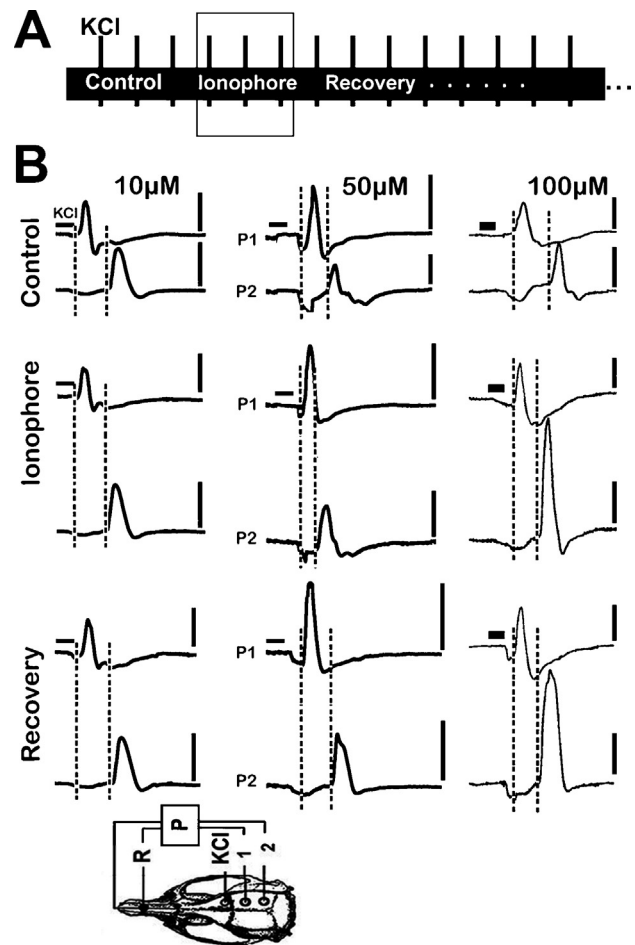 A
KCl
Control Ionophore Recovery . . . . . . ...
B
10µM 50µM 100µM
Control
KCl
P1
P2
Ionophore
P1
P2
Recovery
P1
P2
P
R
KCl
1
2